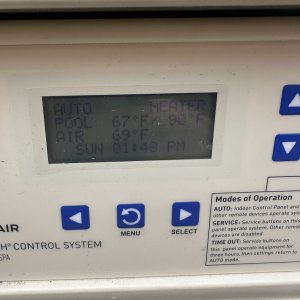 AUTO HEATER
POOL 67°F/ 90°F
AIR 69°F
SUN 01:48 PM
AIR
MENU
SELECT
H® CONTROL SYSTEM
SPA
Modes of Operation
AUTO: Indoor Control Panel and
other remotes operate system
SERVICE: Service buttons on this
panel operate system. Other remote
devices are disabled.
TIME OUT: Service buttons on
this panel operate equipment for
three hours, then settings return to
AUTO mode.